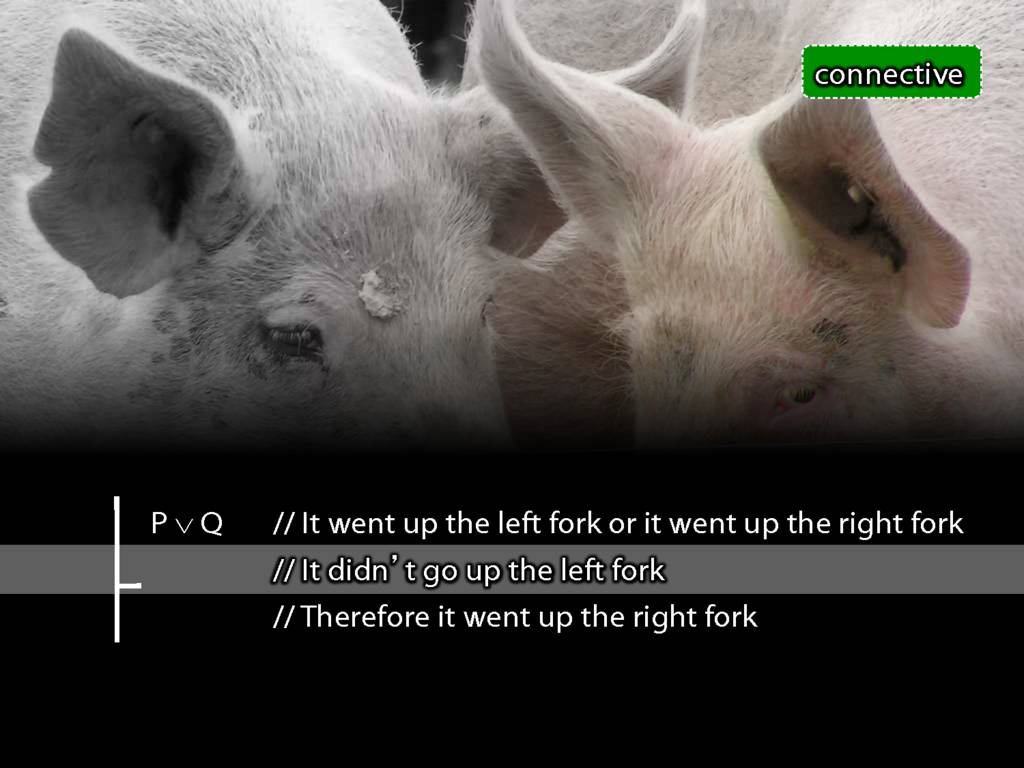 connective
P ∨ Q // It went up the left fork or it went up the right fork
// It didn’t go up the left fork
// Therefore it went up the right fork